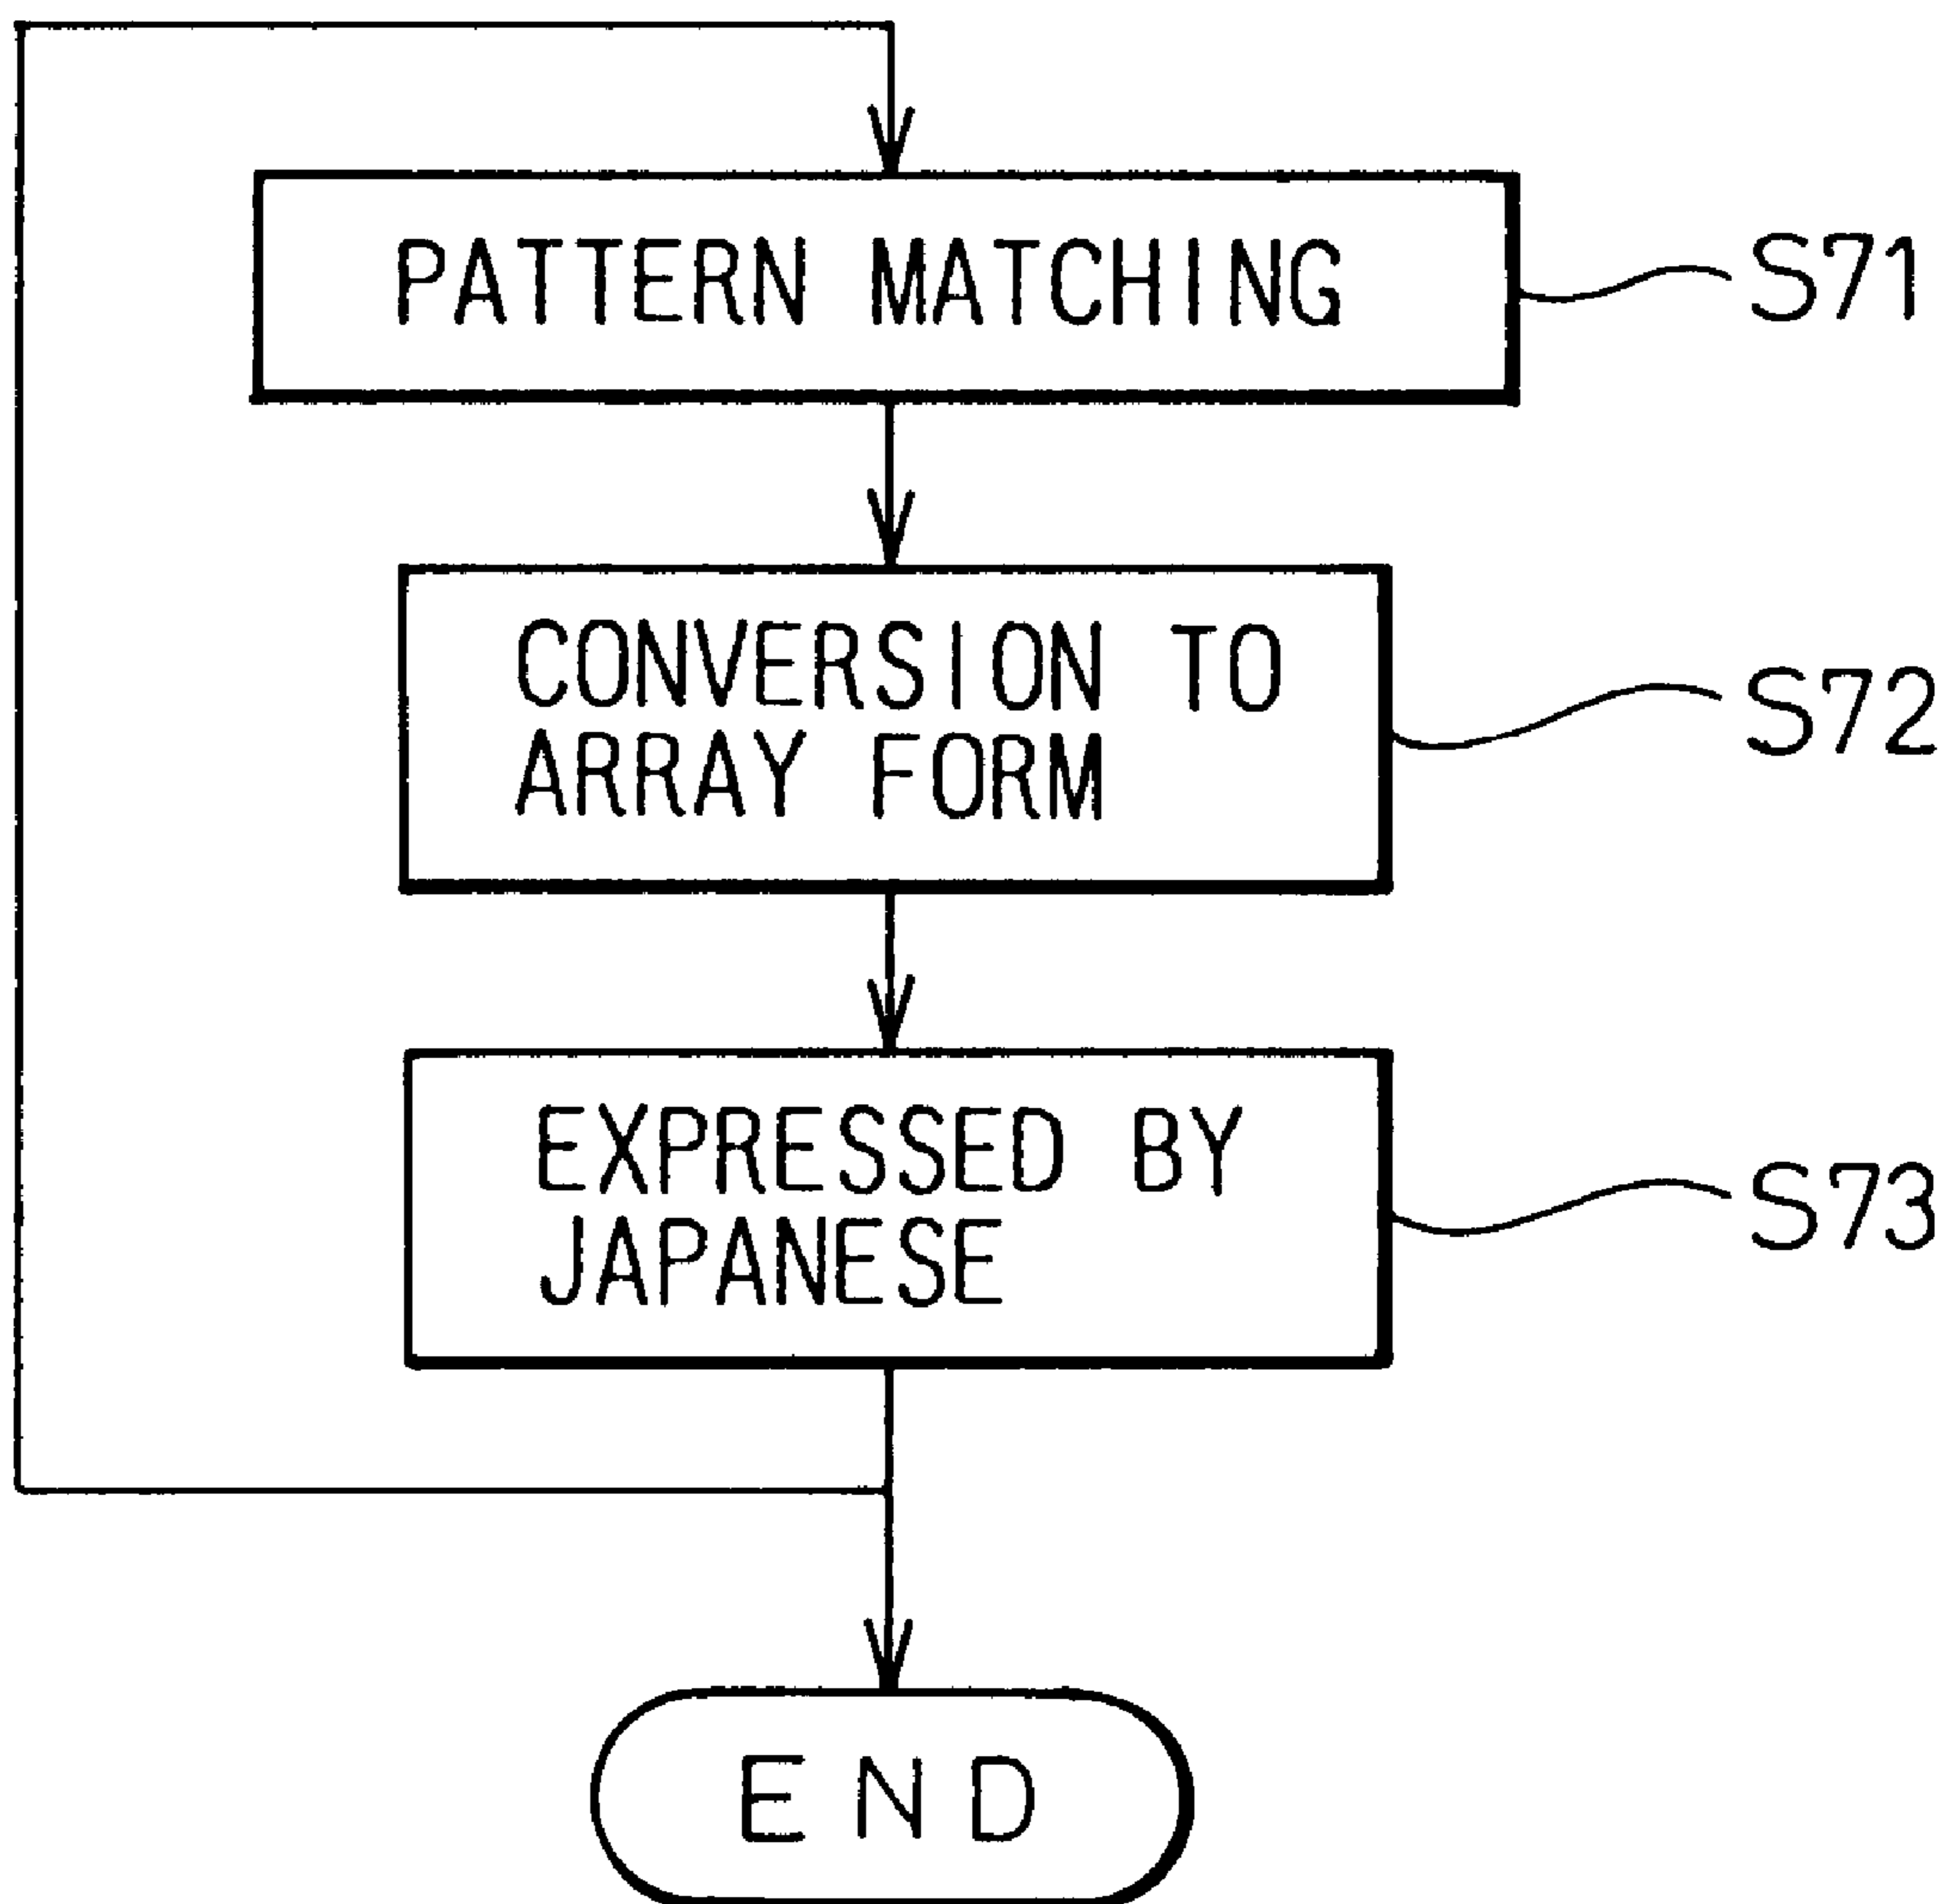 PATTERN MATCHING
S71
CONVERSION TO
ARRAY FORM
S72
EXPRESSED BY
JAPANESE
S73
END